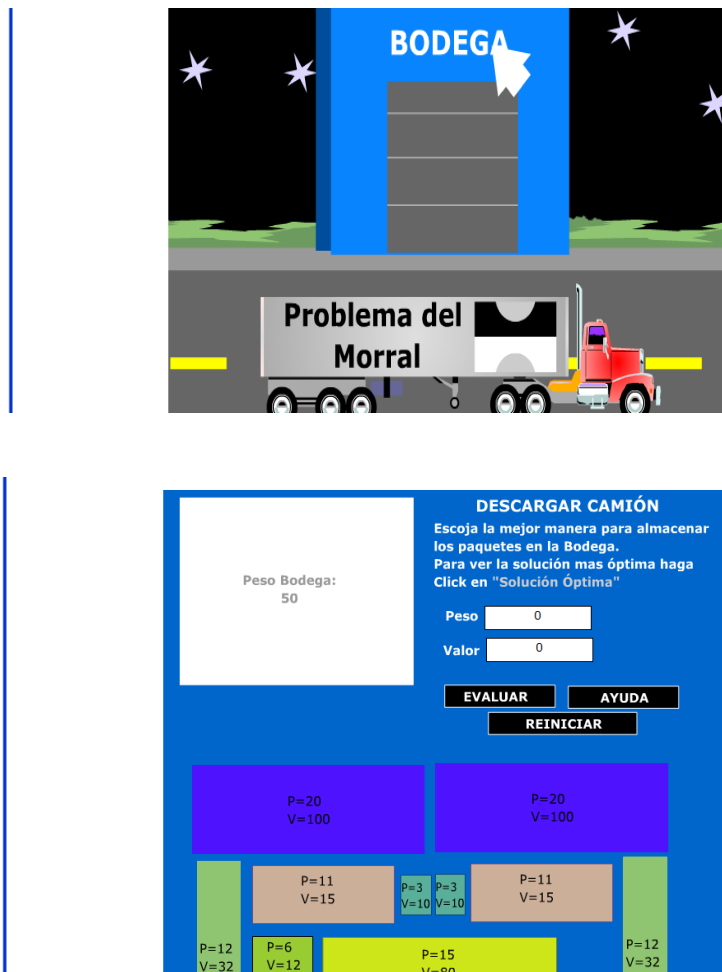 BODEGA
Problema del
Morral
DESCARGAR CAMIÓN
Escoja la mejor manera para almacenar
los paquetes en la Bodega.
Para ver la solución mas óptima haga
Click en "Solución Óptima"
Peso Bodega:
50
Peso 0
Valor 0
EVALUAR AYUDA
REINICIAR
P=20
V=100
P=20
V=100
P=11
V=15
P=3
V=10
P=3
V=10
P=11
V=15
P=12
V=32
P=6
V=12
P=15
V=80
P=12
V=32